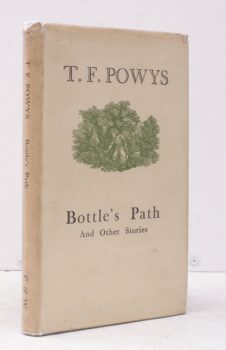 T. F. POWYS
Bottle's Path
And Other Stories
T. F. POWYS
Bottle's Path
C & W